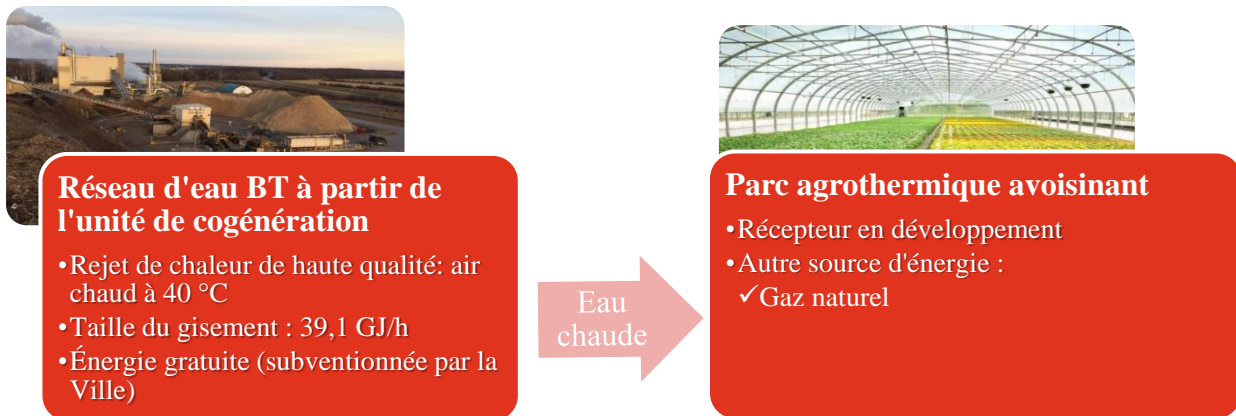 Réseau d'eau BT à partir de
l'unité de cogénération
•Rejet de chaleur de haute qualité: air
chaud à 40 °C
•Taille du gisement : 39,1 GJ/h
•Énergie gratuite (subventionnée par la
Ville)
Eau
chaude
Parc agrothermique avoisinant
•Récepteur en développement
•Autre source d'énergie :
✓Gaz naturel